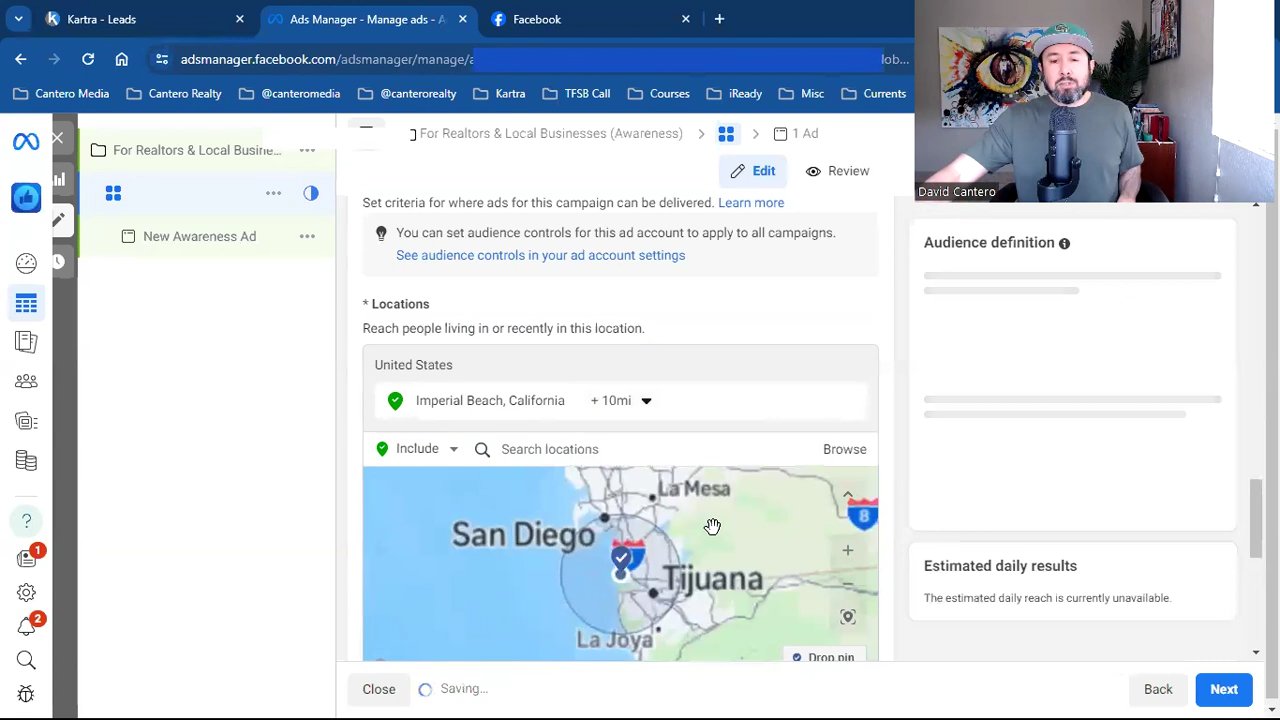 Kartra - Leads
Ads Manager - Manage ads - A
Facebook
adsmanager.facebook.com/adsmanager/manage/a
lob...
Cantero Media
Cantero Realty
@canteromedia
@canterorealty
Kartra
TFSB Call
Courses
iReady
Misc
Currents
David Cantero
For Realtors & Local Busine...
New Awareness Ad
For Realtors & Local Businesses (Awareness)
1 Ad
Edit
Review
Set criteria for where ads for this campaign can be delivered. Learn more
You can set audience controls for this ad account to apply to all campaigns.
See audience controls in your ad account settings
* Locations
Reach people living in or recently in this location.
United States
Imperial Beach, California + 10mi
Include
Search locations
Browse
La Mesa
San Diego
8
Tijuana
La Joya
Drop pin
Audience definition
Estimated daily results
The estimated daily reach is currently unavailable.
1
2
Close
Saving...
Back
Next